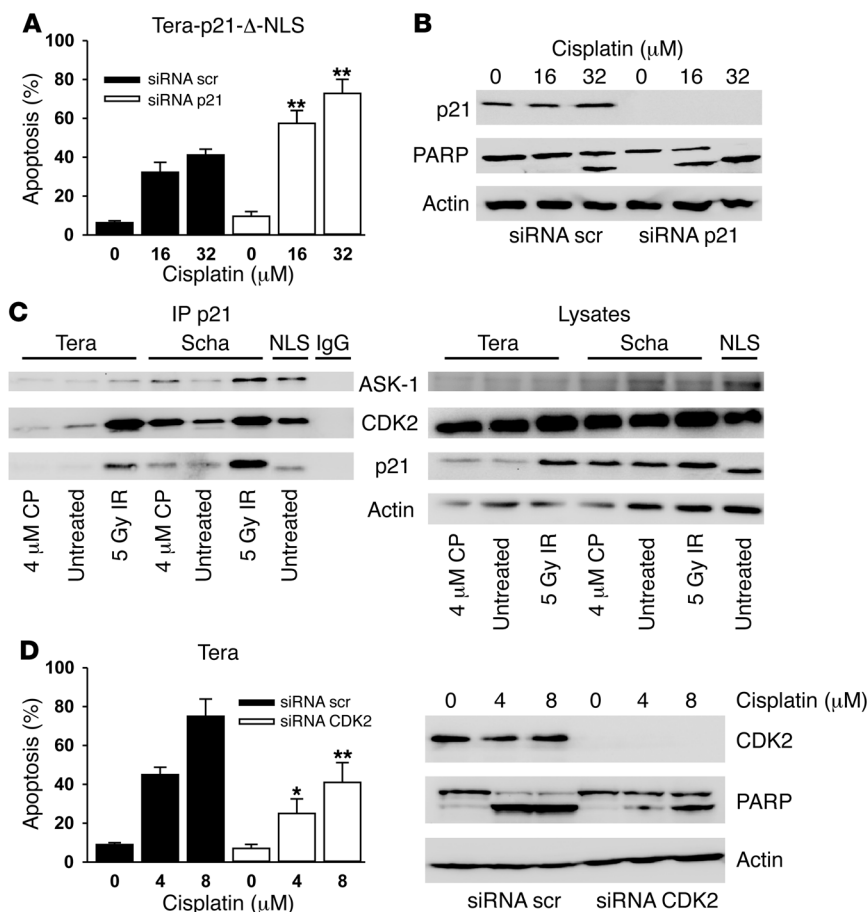 A
Tera-p21-Δ-NLS
100
80
60
40
20
0
Apoptosis (%)
siRNA scr
siRNA p21
**
**
0 16 32 0 16 32
Cisplatin (μM)
B
Cisplatin (μM)
0 16 32 0 16 32
p21
PARP
Actin
siRNA scr siRNA p21
C
IP p21
Tera Scha NLS IgG
Lysates
Tera Scha NLS
ASK-1
CDK2
p21
Actin
4 μM CP
Untreated
5 Gy IR
4 μM CP
Untreated
5 Gy IR
Untreated
4 μM CP
Untreated
5 Gy IR
4 μM CP
Untreated
5 Gy IR
Untreated
D
Tera
100
80
60
40
20
0
Apoptosis (%)
siRNA scr
siRNA CDK2
*
**
0 4 8 0 4 8
Cisplatin (μM)
0 4 8 0 4 8 Cisplatin (μM)
CDK2
PARP
Actin
siRNA scr siRNA CDK2